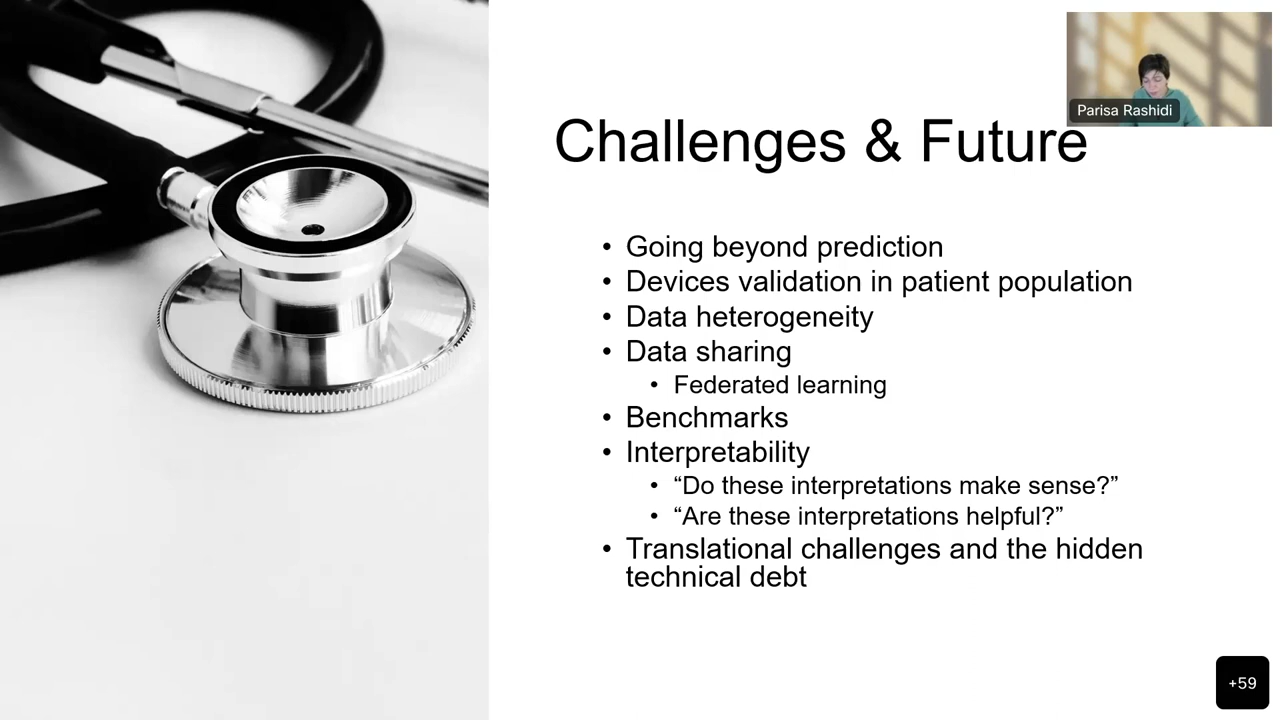 Parisa Rashidi
Challenges & Future
• Going beyond prediction
• Devices validation in patient population
• Data heterogeneity
• Data sharing
• Federated learning
• Benchmarks
• Interpretability
• “Do these interpretations make sense?”
• “Are these interpretations helpful?”
• Translational challenges and the hidden
technical debt
+59